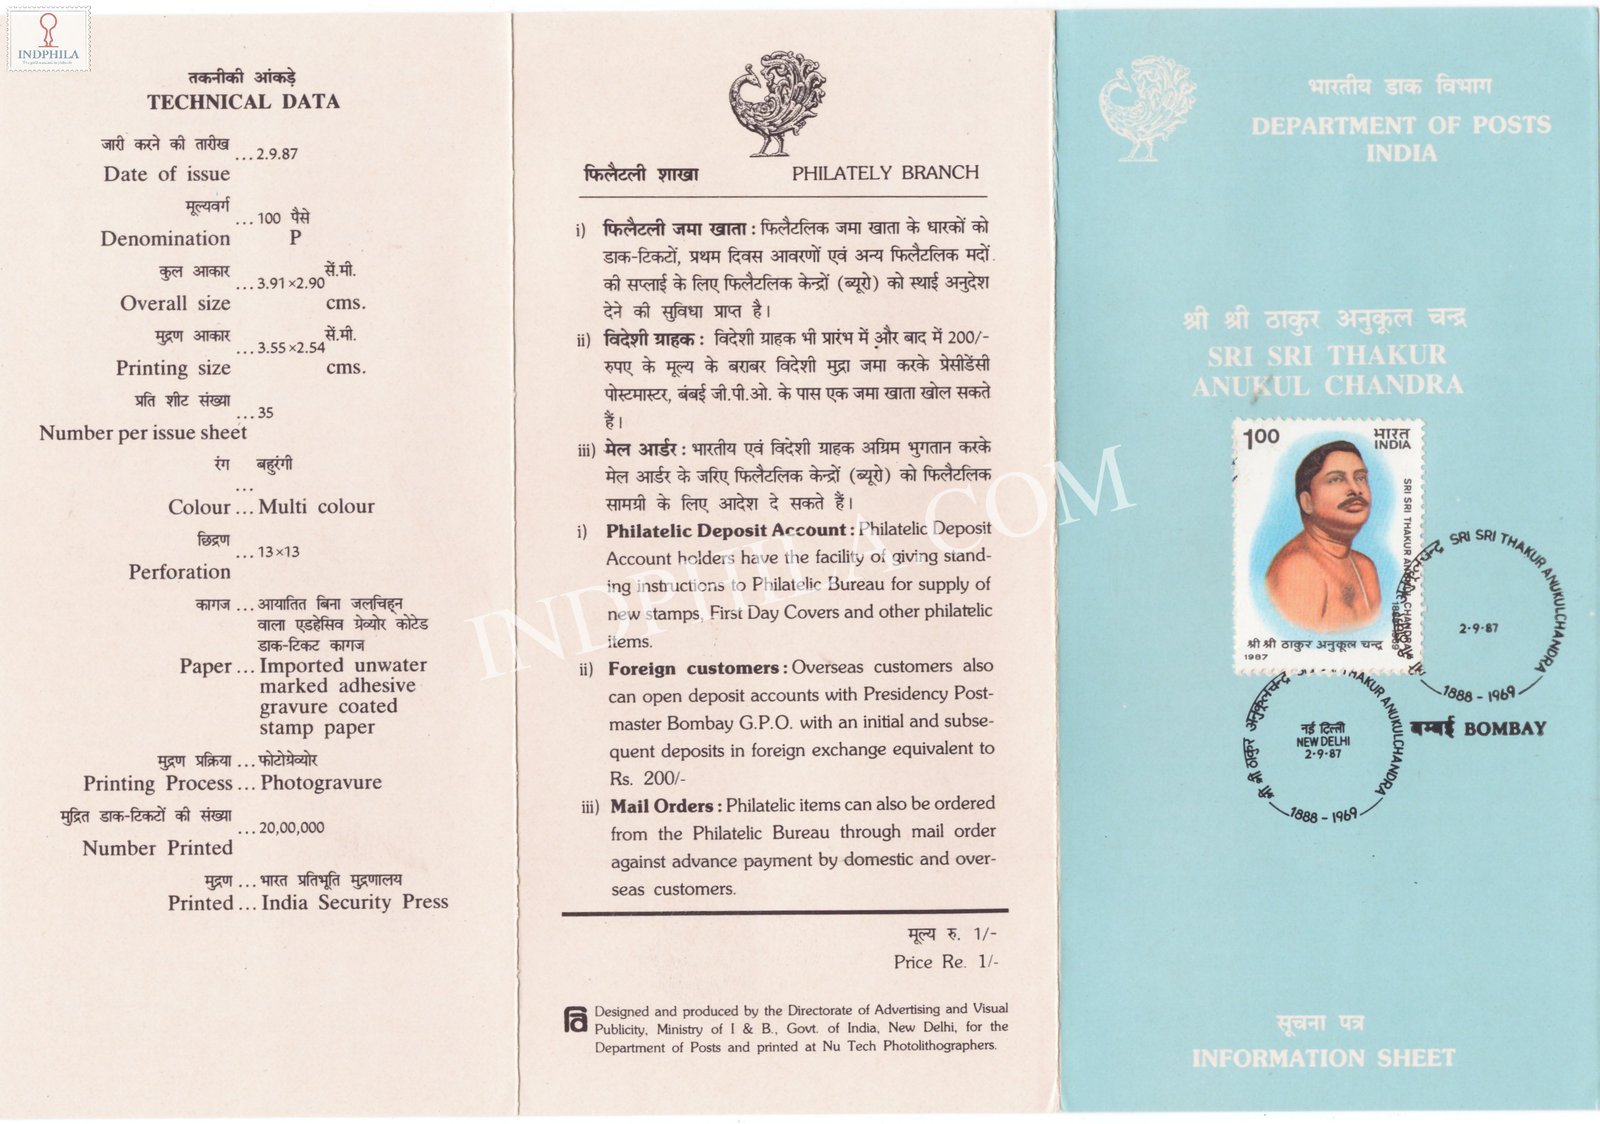 INDPHILA
तकनीकी आंकड़े
TECHNICAL DATA
जारी करने की तारीख
...2.9.87
Date of issue
मूल्यवर्ग
...100 पैसे
Denomination P
कुल आकार सें.मी.
...3.91×2.90
Overall size cms.
मुद्रण आकार सें.मी.
...3.55×2.54
Printing size cms.
प्रति शीट संख्या
...35
Number per issue sheet
रंग बहुरंगी
...
Colour ... Multi colour
छिद्रण
...13×13
Perforation
कागज ... आयातित बिना जलचिह्न
वाला एडहेसिव ग्रेव्योर कोटेड
डाक-टिकट कागज
Paper ... Imported unwater
marked adhesive
gravure coated
stamp paper
मुद्रण प्रक्रिया ... फोटोग्रेव्योर
Printing Process ... Photogravure
मुद्रित डाक-टिकटों की संख्या
...20,00,000
Number Printed
मुद्रण ... भारत प्रतिभूति मुद्रणालय
Printed ... India Security Press
फिलैटली शाखा PHILATELY BRANCH
i) फिलैटली जमा खाता : फिलैटलिक जमा खाता के धारकों को
डाक-टिकटों, प्रथम दिवस आवरणों एवं अन्य फिलैटलिक मदों
की सप्लाई के लिए फिलैटलिक केन्द्रों (ब्यूरो) को स्थाई अनुदेश
देने की सुविधा प्राप्त है।
ii) विदेशी ग्राहक : विदेशी ग्राहक भी प्रारंभ में और बाद में 200/-
रुपए के मूल्य के बराबर विदेशी मुद्रा जमा करके प्रेसीडेंसी
पोस्टमास्टर, बंबई जी.पी.ओ. के पास एक जमा खाता खोल सकते
हैं।
iii) मेल आर्डर : भारतीय एवं विदेशी ग्राहक अग्रिम भुगतान करके
मेल आर्डर के जरिए फिलैटलिक केन्द्रों (ब्यूरो) को फिलैटलिक
सामग्री के लिए आदेश दे सकते हैं।
i) Philatelic Deposit Account : Philatelic Deposit
Account holders have the facility of giving stand-
ing instructions to Philatelic Bureau for supply of
new stamps, First Day Covers and other philatelic
items.
ii) Foreign customers : Overseas customers also
can open deposit accounts with Presidency Post-
master Bombay G.P.O. with an initial and subse-
quent deposits in foreign exchange equivalent to
Rs. 200/-
iii) Mail Orders : Philatelic items can also be ordered
from the Philatelic Bureau through mail order
against advance payment by domestic and over-
seas customers.
मूल्य रु. 1/-
Price Re. 1/-
Designed and produced by the Directorate of Advertising and Visual
Publicity, Ministry of I & B., Govt. of India, New Delhi, for the
Department of Posts and printed at Nu Tech Photolithographers.
INDPHILA.COM
भारतीय डाक विभाग
DEPARTMENT OF POSTS
INDIA
श्री श्री ठाकुर अनुकूल चन्द्र
SRI SRI THAKUR
ANUKUL CHANDRA
1.00 भारत
INDIA
SRI SRI THAKUR ANUKUL CHANDRA
1888-1969
श्री श्री ठाकुर अनुकूल चन्द्र
1987
SRI SRI THAKUR ANUKULCHANDRA
2·9·87
1888 - 1969
बम्बई BOMBAY
श्री श्री ठाकुर अनुकूलचन्द्र SRI SRI THAKUR ANUKULCHANDRA
नई दिल्ली
NEW DELHI
2·9·87
1888 - 1969
सूचना पत्र
INFORMATION SHEET